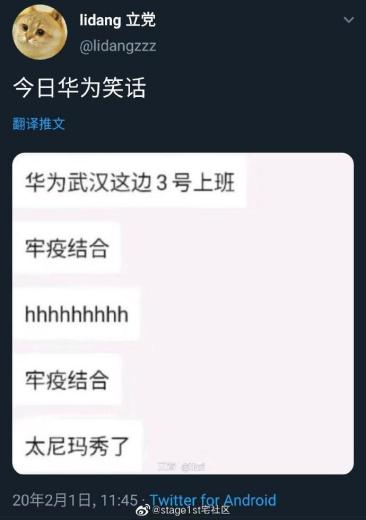 lidang 立党
@lidangzzz
今日华为笑话
翻译推文
华为武汉这边3号上班
牢疫结合
hhhhhhhhh
牢疫结合
太尼玛秀了
20年2月1日, 11:45 · Twitter for Android
@stage1st宅社区